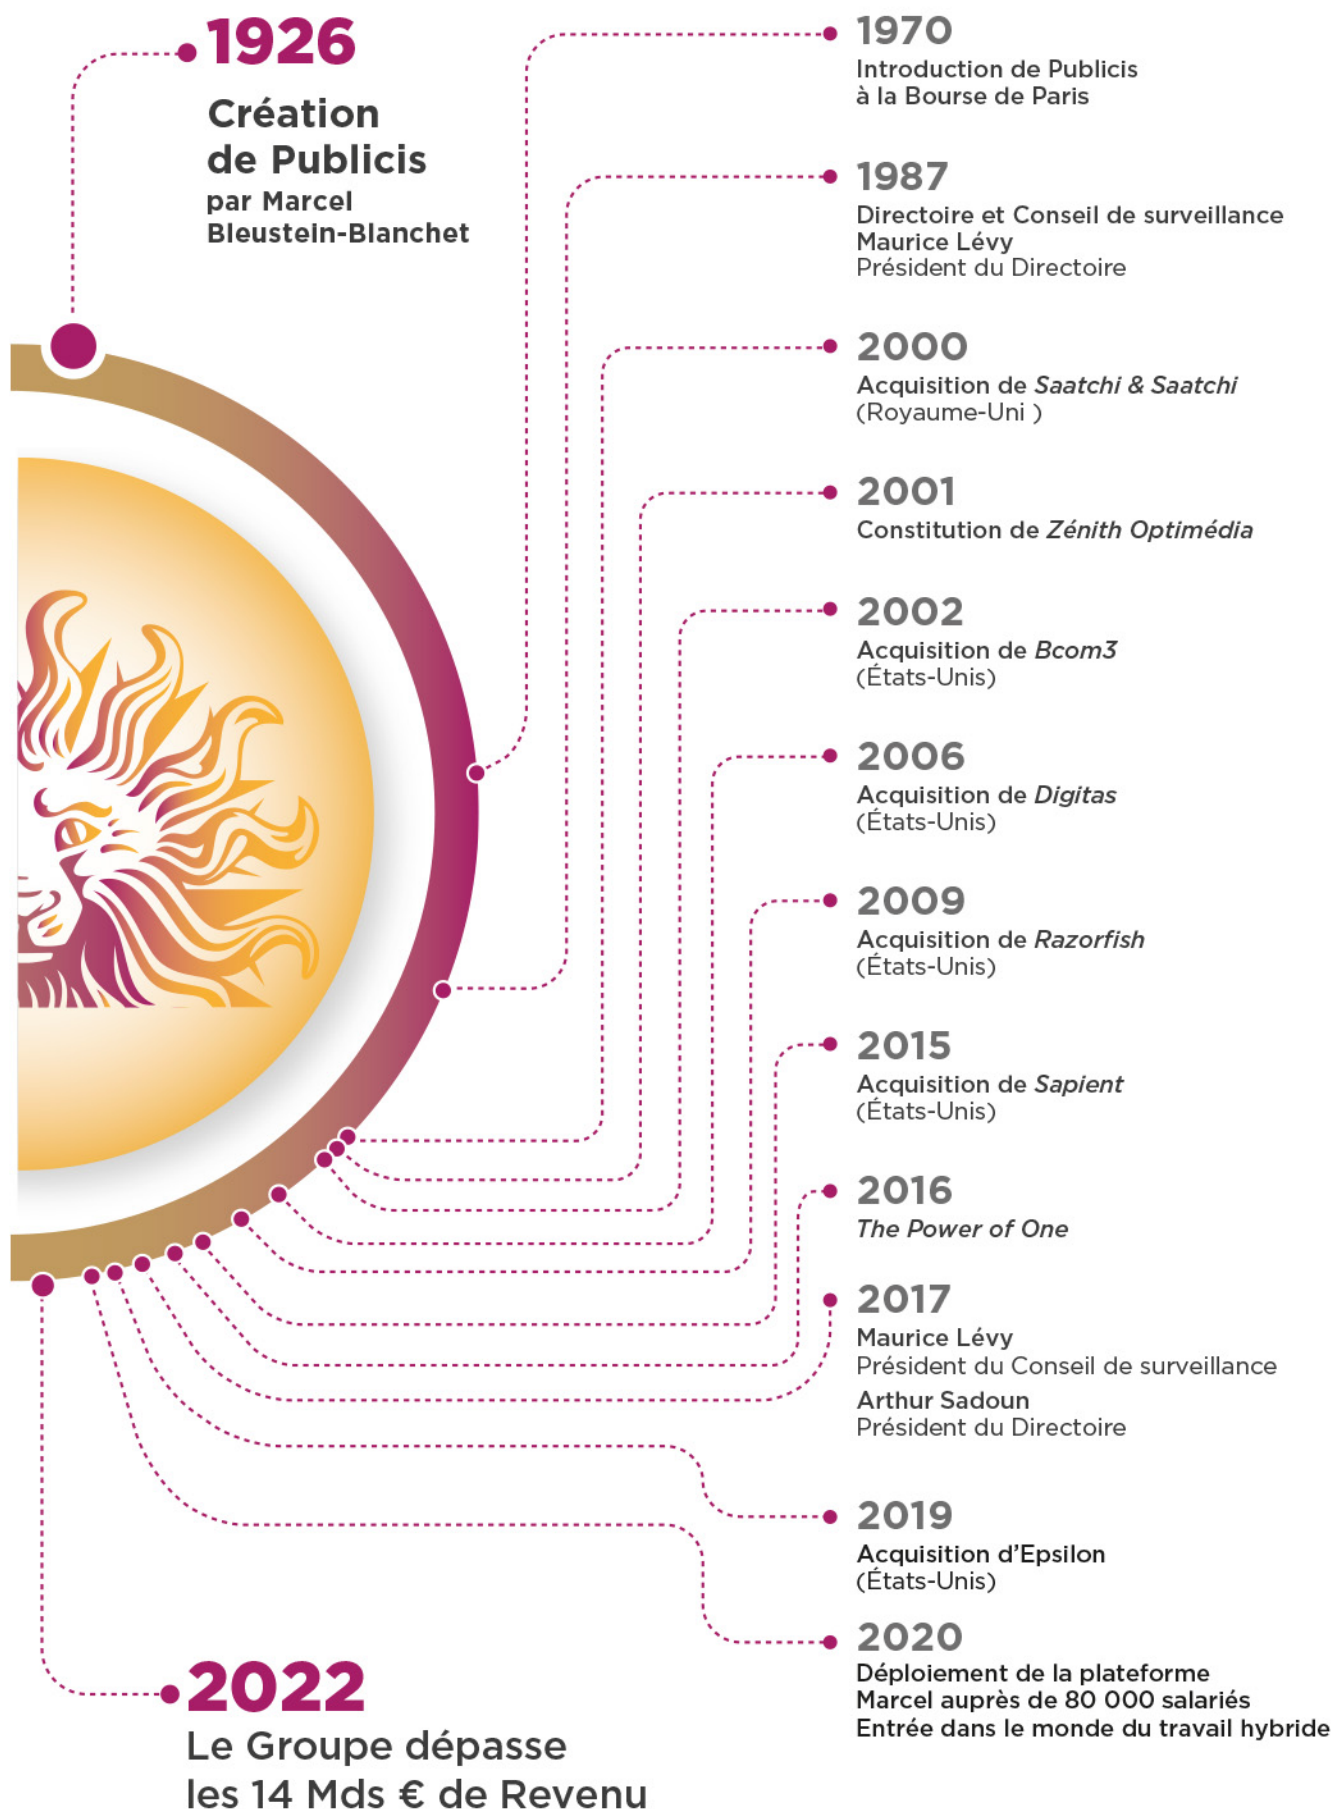 1926
Création
de Publicis
par Marcel
Bleustein-Blanchet
1970
Introduction de Publicis
à la Bourse de Paris
1987
Directoire et Conseil de surveillance
Maurice Lévy
Président du Directoire
2000
Acquisition de Saatchi & Saatchi
(Royaume-Uni )
2001
Constitution de Zénith Optimédia
2002
Acquisition de Bcom3
(États-Unis)
2006
Acquisition de Digitas
(États-Unis)
2009
Acquisition de Razorfish
(États-Unis)
2015
Acquisition de Sapient
(États-Unis)
2016
The Power of One
2017
Maurice Lévy
Président du Conseil de surveillance
Arthur Sadoun
Président du Directoire
2019
Acquisition d’Epsilon
(États-Unis)
2020
Déploiement de la plateforme
Marcel auprès de 80 000 salariés
Entrée dans le monde du travail hybride
2022
Le Groupe dépasse
les 14 Mds € de Revenu